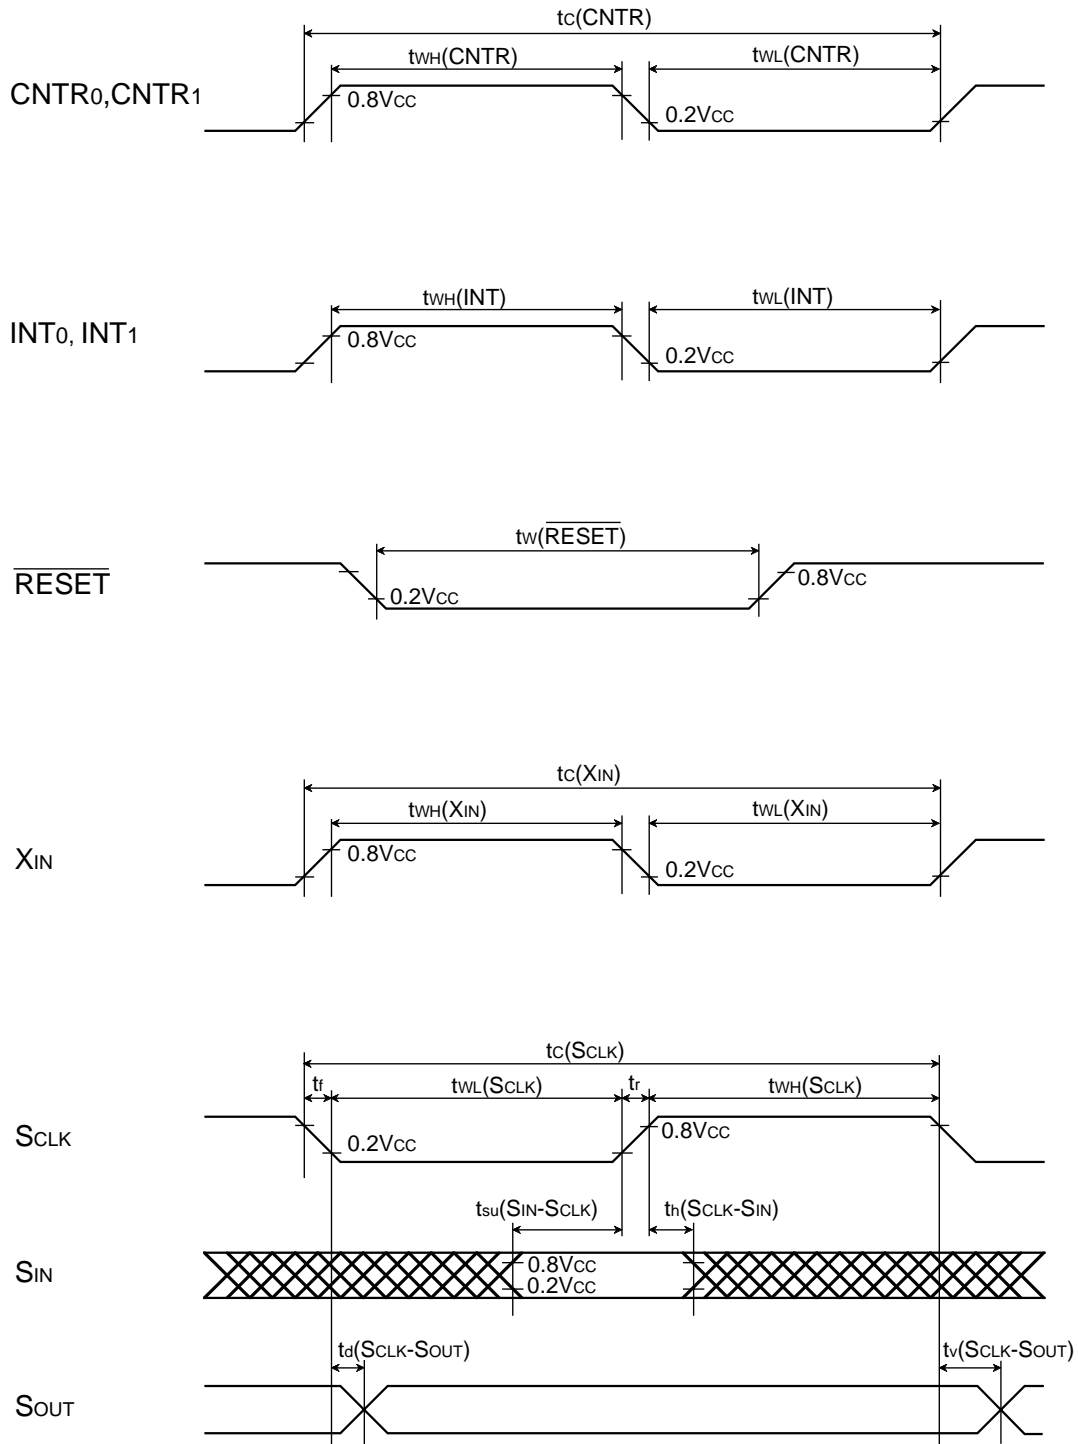 tC(CNTR)
tWH(CNTR) tWL(CNTR)
CNTR0,CNTR1
0.8VCC
0.2VCC
tWH(INT) tWL(INT)
INT0, INT1
0.8VCC
0.2VCC
tW(RESET)
RESET
0.2VCC
0.8VCC
tC(XIN)
tWH(XIN) tWL(XIN)
XIN
0.8VCC
0.2VCC
tC(SCLK)
tf tWL(SCLK) tr tWH(SCLK)
SCLK
0.2VCC
0.8VCC
tsu(SIN-SCLK) th(SCLK-SIN)
SIN
0.8VCC
0.2VCC
td(SCLK-SOUT) tv(SCLK-SOUT)
SOUT